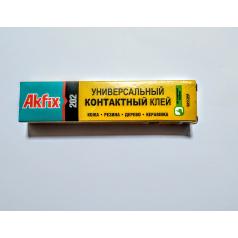 Akfix
202
УНИВЕРСАЛЬНЫЙ
КОНТАКТНЫЙ КЛЕЙ
КОЖА • РЕЗИНА • ДЕРЕВО • КЕРАМИКА